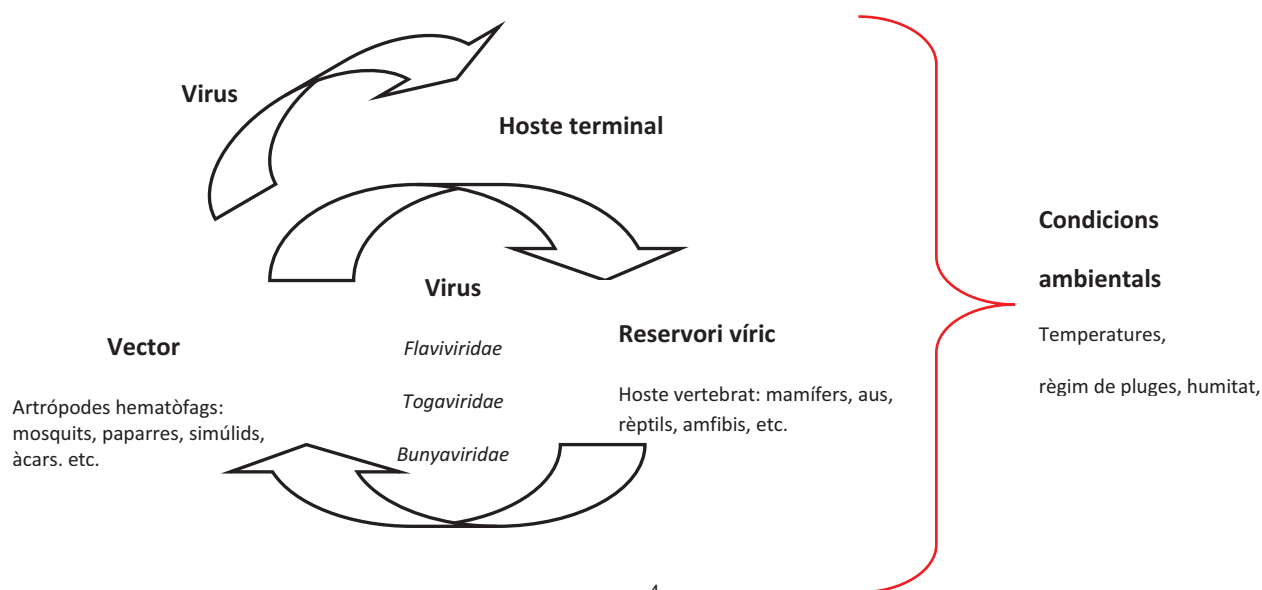 Virus
Hoste terminal
Virus
Flaviviridae
Togaviridae
Bunyaviridae
Vector
Artrópodes hematòfags:
mosquits, paparres, simúlids,
àcars. etc.
Reservori víric
Hoste vertebrat: mamífers, aus,
rèptils, amfibis, etc.
Condicions
ambientals
Temperatures,
règim de pluges, humitat,
4